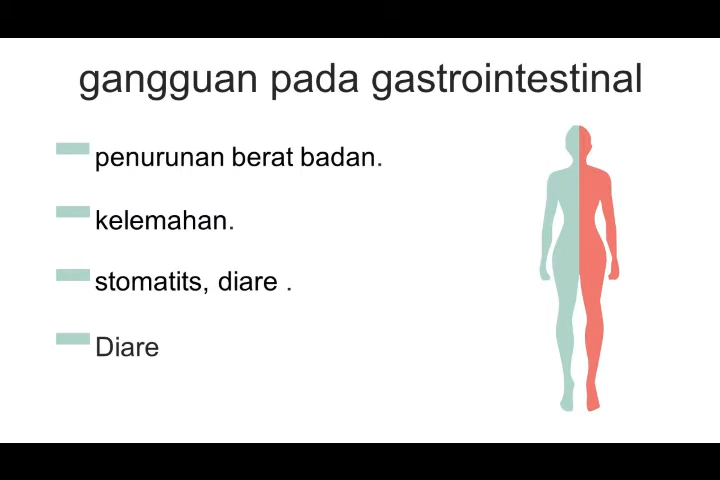 gangguan pada gastrointestinal
penurunan berat badan.
kelemahan.
stomatits, diare .
Diare